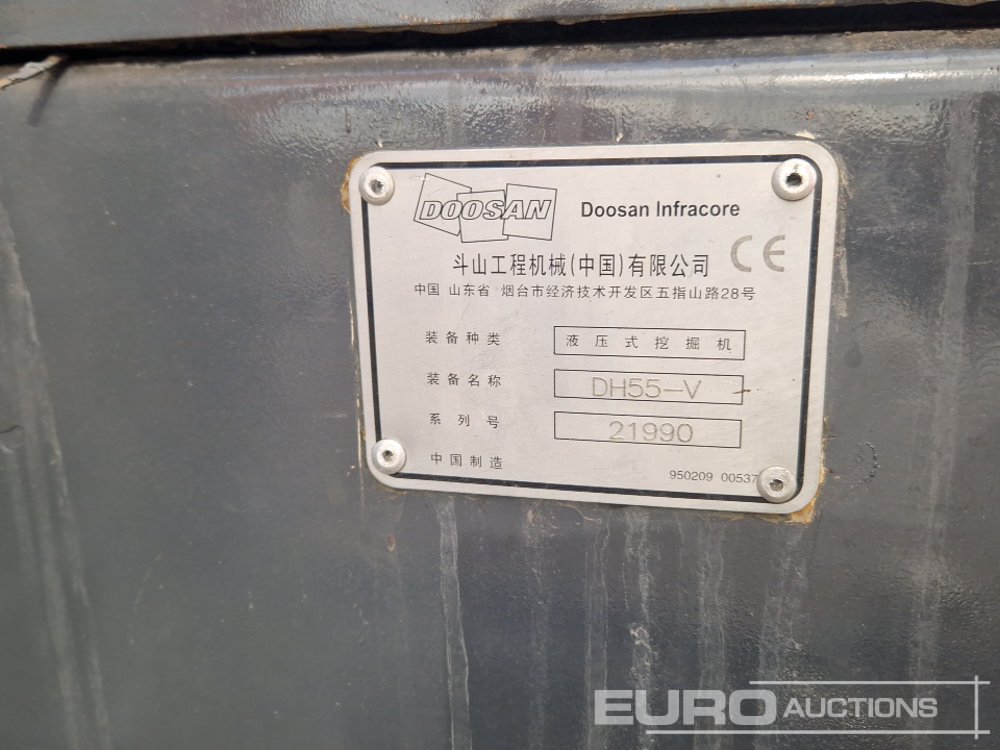 DOOSAN Doosan Infracore
斗山工程机械(中国)有限公司 CE
中国 山东省 烟台市经济技术开发区五指山路28号
装备种类 液压式挖掘机
装备名称 DH55-V
系列号 21990
中国制造
950209 00537
EURO AUCTIONS